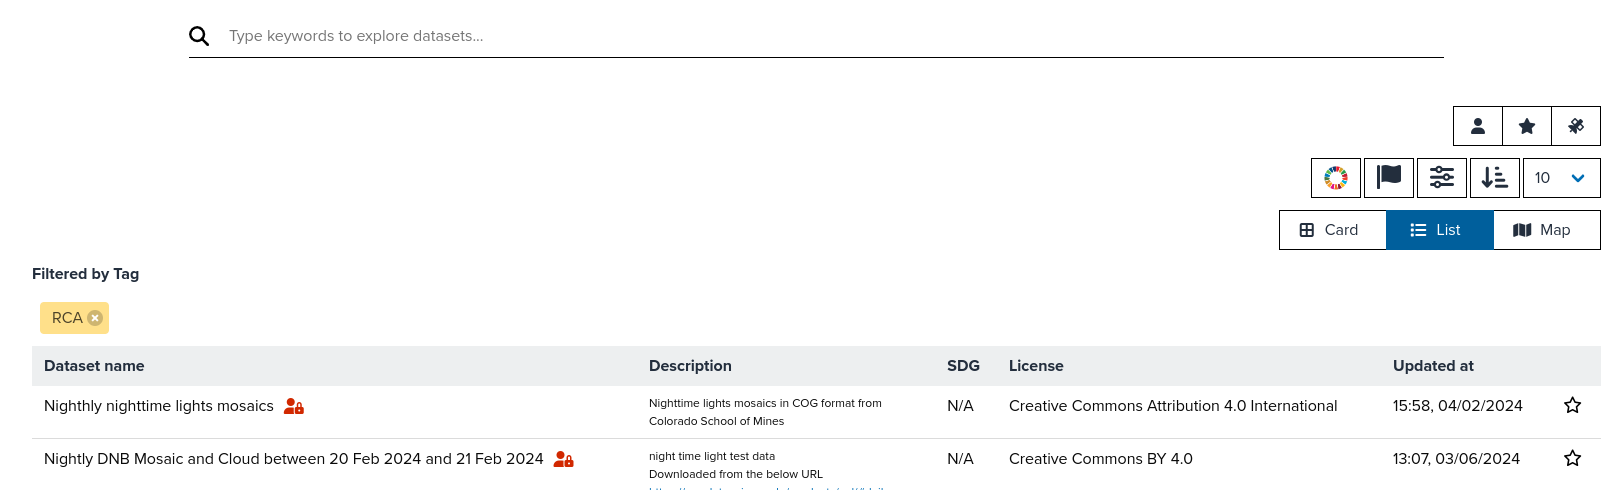 Type keywords to explore datasets...
10
Card List Map
Filtered by Tag
RCA
Dataset name Description SDG License Updated at
Nighthly nighttime lights mosaics Nighttime lights mosaics in COG format from N/A Creative Commons Attribution 4.0 International 15:58, 04/02/2024
Colorado School of Mines
Nightly DNB Mosaic and Cloud between 20 Feb 2024 and 21 Feb 2024 night time light test data N/A Creative Commons BY 4.0 13:07, 03/06/2024
Downloaded from the below URL